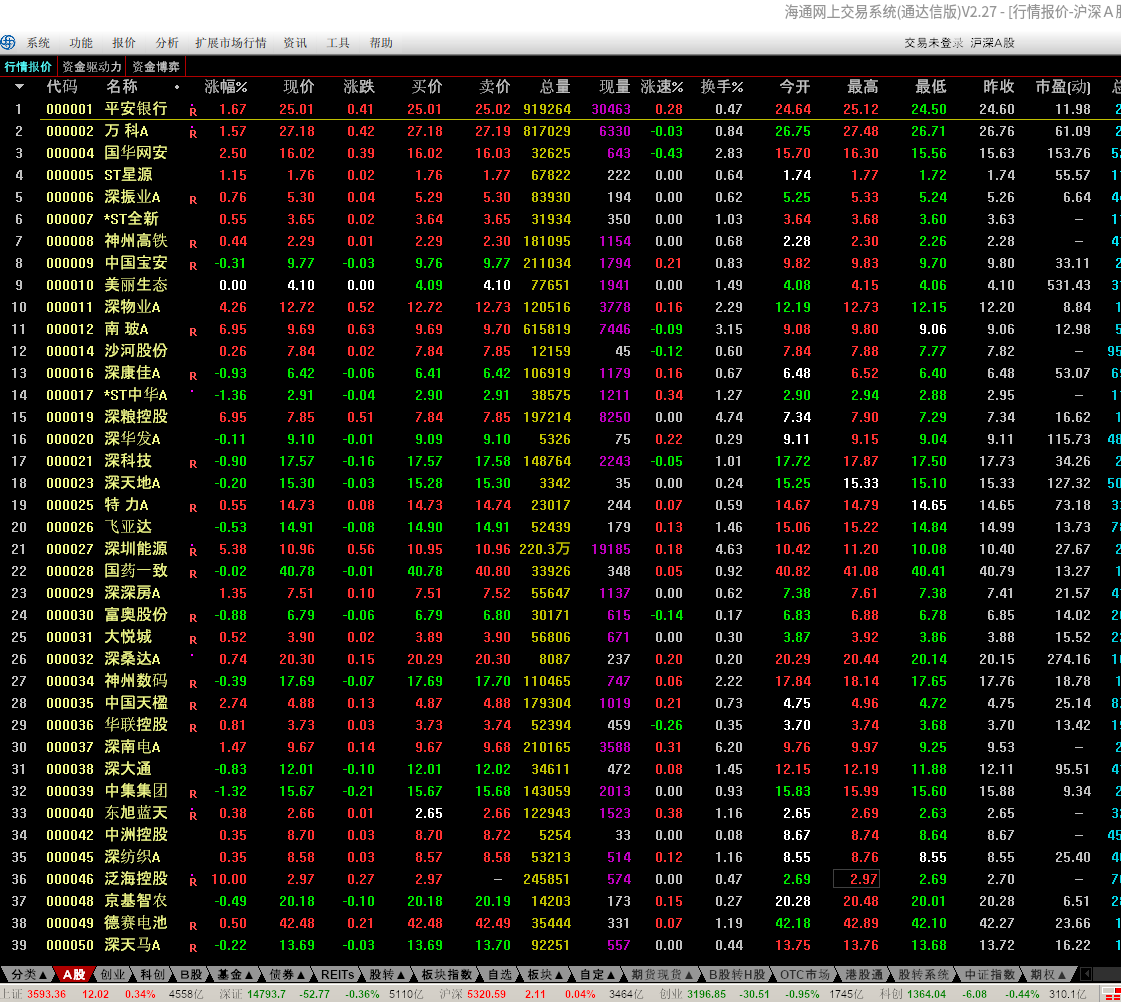 海通网上交易系统(通达信版)V2.27 - [行情报价-沪深A股
系统 功能 报价 分析 扩展市场行情 资讯 工具 帮助 交易未登录 沪深A股
行情报价 资金驱动力 资金博弈
代码 名称 涨幅% 现价 涨跌 买价 卖价 总量 现量 涨速% 换手% 今开 最高 最低 昨收 市盈(动) 总
1 000001 平安银行 R 1.67 25.01 0.41 25.01 25.02 919264 30463 0.28 0.47 24.64 25.12 24.50 24.60 11.98 2
2 000002 万 科A R 1.57 27.18 0.42 27.18 27.19 817029 6330 -0.03 0.84 26.75 27.48 26.71 26.76 61.09 2
3 000004 国华网安 2.50 16.02 0.39 16.02 16.03 32625 643 -0.43 2.83 15.70 16.30 15.56 15.63 153.76 5
4 000005 ST星源 1.15 1.76 0.02 1.76 1.77 67822 222 0.00 0.64 1.74 1.77 1.72 1.74 55.57 1
5 000006 深振业A R 0.76 5.30 0.04 5.29 5.30 83930 194 0.00 0.62 5.25 5.33 5.24 5.26 6.64 4
6 000007 *ST全新 0.55 3.65 0.02 3.64 3.65 31934 350 0.00 1.03 3.64 3.68 3.60 3.63 — 1
7 000008 神州高铁 R 0.44 2.29 0.01 2.29 2.30 181095 1154 0.00 0.68 2.28 2.30 2.26 2.28 — 4
8 000009 中国宝安 R -0.31 9.77 -0.03 9.76 9.77 211034 1794 0.21 0.83 9.82 9.83 9.70 9.80 33.11 2
9 000010 美丽生态 0.00 4.10 0.00 4.09 4.10 77651 1941 0.00 1.49 4.08 4.15 4.06 4.10 531.43 3
10 000011 深物业A 4.26 12.72 0.52 12.72 12.73 120516 3778 0.16 2.29 12.19 12.73 12.15 12.20 8.84 1
11 000012 南 玻A R 6.95 9.69 0.63 9.69 9.70 615819 7446 -0.09 3.15 9.08 9.80 9.06 9.06 12.98 5
12 000014 沙河股份 0.26 7.84 0.02 7.84 7.85 12159 45 -0.12 0.60 7.84 7.88 7.77 7.82 — 95
13 000016 深康佳A R -0.93 6.42 -0.06 6.41 6.42 106919 1179 0.16 0.67 6.48 6.52 6.40 6.48 53.07 6
14 000017 *ST中华A -1.36 2.91 -0.04 2.90 2.91 38575 1211 0.34 1.27 2.90 2.94 2.88 2.95 — 1
15 000019 深粮控股 6.95 7.85 0.51 7.84 7.85 197214 8250 0.00 4.74 7.34 7.90 7.29 7.34 16.62 1
16 000020 深华发A -0.11 9.10 -0.01 9.09 9.10 5326 75 0.22 0.29 9.11 9.15 9.04 9.11 115.73 48
17 000021 深科技 R -0.90 17.57 -0.16 17.57 17.58 148764 2243 -0.05 1.01 17.72 17.87 17.50 17.73 34.26 2
18 000023 深天地A -0.20 15.30 -0.03 15.28 15.30 3342 35 0.00 0.24 15.25 15.33 15.10 15.33 127.32 50
19 000025 特 力A R 0.55 14.73 0.08 14.73 14.74 23017 244 0.07 0.59 14.67 14.79 14.65 14.65 73.18 3
20 000026 飞亚达 -0.53 14.91 -0.08 14.90 14.91 52439 179 0.13 1.46 15.06 15.22 14.84 14.99 13.73 7
21 000027 深圳能源 R 5.38 10.96 0.56 10.95 10.96 220.3万 19185 0.18 4.63 10.42 11.20 10.08 10.40 27.67 2
22 000028 国药一致 R -0.02 40.78 -0.01 40.78 40.80 33926 348 0.05 0.92 40.82 41.08 40.41 40.79 13.27 1
23 000029 深深房A 1.35 7.51 0.10 7.51 7.52 55647 1137 0.00 0.62 7.38 7.61 7.38 7.41 21.57 4
24 000030 富奥股份 R -0.88 6.79 -0.06 6.79 6.80 30171 615 -0.14 0.17 6.83 6.88 6.78 6.85 14.02 2
25 000031 大悦城 R 0.52 3.90 0.02 3.89 3.90 56806 671 0.00 0.30 3.87 3.92 3.86 3.88 15.52 2
26 000032 深桑达A 0.74 20.30 0.15 20.29 20.30 8087 237 0.20 0.20 20.29 20.44 20.14 20.15 274.16 1
27 000034 神州数码 R -0.39 17.69 -0.07 17.69 17.70 110465 747 0.06 2.22 17.84 18.14 17.65 17.76 18.78 1
28 000035 中国天楹 R 2.74 4.88 0.13 4.87 4.88 179304 1019 0.21 0.73 4.75 4.96 4.72 4.75 25.14 8
29 000036 华联控股 R 0.81 3.73 0.03 3.73 3.74 52394 459 -0.26 0.35 3.70 3.74 3.68 3.70 13.42 1
30 000037 深南电A 1.47 9.67 0.14 9.67 9.68 210165 3588 0.31 6.20 9.76 9.97 9.25 9.53 — 2
31 000038 深大通 -0.83 12.01 -0.10 12.01 12.02 34611 472 0.08 1.45 12.15 12.19 11.88 12.11 95.51 4
32 000039 中集集团 R -1.32 15.67 -0.21 15.67 15.68 143059 2013 0.00 0.93 15.83 15.99 15.60 15.88 9.34 2
33 000040 东旭蓝天 R 0.38 2.66 0.01 2.65 2.66 122943 1523 0.38 1.16 2.65 2.69 2.63 2.65 — 3
34 000042 中洲控股 0.35 8.70 0.03 8.70 8.72 5254 33 0.00 0.08 8.67 8.74 8.64 8.67 — 45
35 000045 深纺织A 0.35 8.58 0.03 8.57 8.58 53213 514 0.12 1.16 8.55 8.76 8.55 8.55 25.40 4
36 000046 泛海控股 R 10.00 2.97 0.27 2.97 — 245851 574 0.00 0.47 2.69 2.97 2.69 2.70 — 7
37 000048 京基智农 -0.49 20.18 -0.10 20.18 20.19 14203 173 0.15 0.27 20.28 20.48 20.01 20.28 6.51 2
38 000049 德赛电池 R 0.50 42.48 0.21 42.48 42.49 35444 331 0.07 1.19 42.18 42.89 42.10 42.27 23.66 1
39 000050 深天马A R -0.22 13.69 -0.03 13.69 13.70 92251 557 0.00 0.44 13.75 13.76 13.68 13.72 16.22 1
分类▲ A股 创业 科创 B股 基金▲ 债券▲ REITs 股转▲ 板块指数 自选 板块▲ 自定▲ 期货现货▲ B股转H股 OTC市场 港股通 股转系统 中证指数 期权▲
上证 3593.36 12.02 0.34% 4558亿 深证 14793.7 -52.77 -0.36% 5110亿 沪深 5320.59 2.11 0.04% 3464亿 创业 3196.85 -30.51 -0.95% 1745亿 科创 1364.04 -6.08 -0.44% 310.1亿